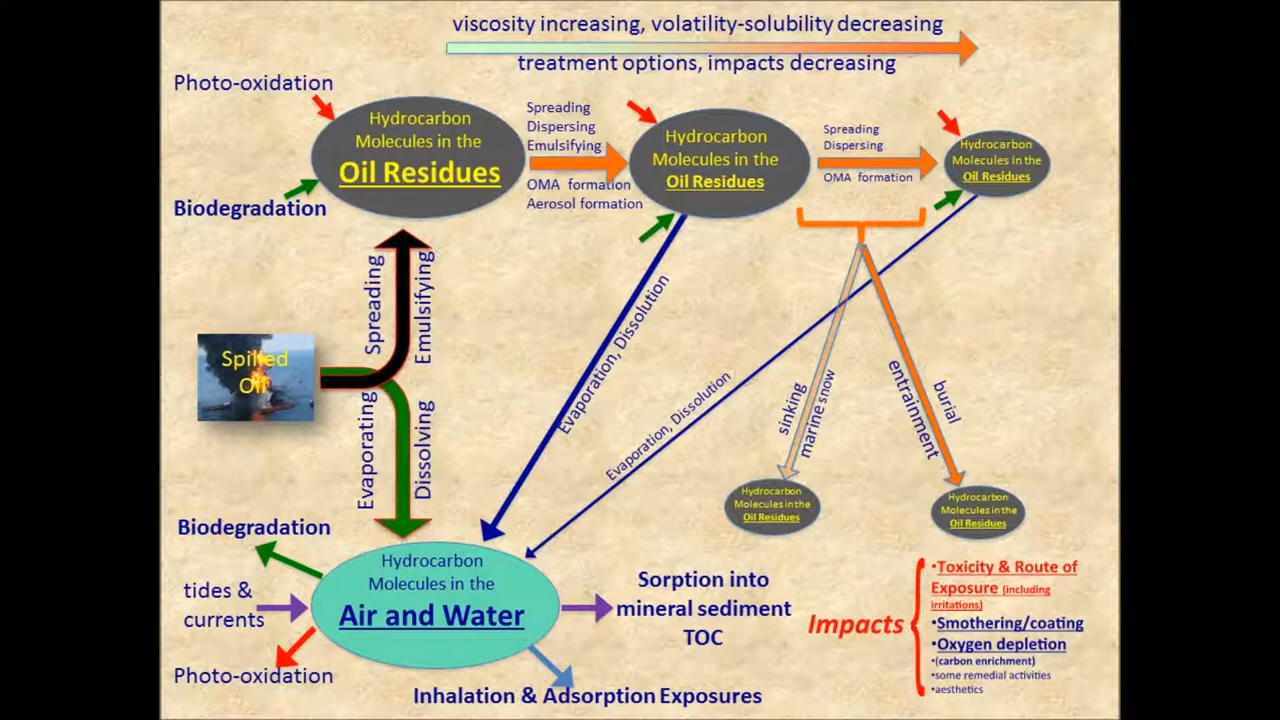 viscosity increasing, volatility-solubility decreasing
treatment options, impacts decreasing
Photo-oxidation
Hydrocarbon
Molecules in the
Oil Residues
Biodegradation
Spreading
Dispersing
Emulsifying
OMA formation
Aerosol formation
Hydrocarbon
Molecules in the
Oil Residues
Spreading
Dispersing
OMA formation
Hydrocarbon
Molecules in the
Oil Residues
Spreading
Emulsifying
Spilled
Oil
Evaporating
Dissolving
Evaporation, Dissolution
Evaporation, Dissolution
sinking
marine snow
entrainment
burial
Hydrocarbon
Molecules in the
Oil Residues
Hydrocarbon
Molecules in the
Oil Residues
Biodegradation
tides &
currents
Photo-oxidation
Hydrocarbon
Molecules in the
Air and Water
Sorption into
mineral sediment
TOC
Inhalation & Adsorption Exposures
Impacts
•Toxicity & Route of
Exposure (including
irritations)
•Smothering/coating
•Oxygen depletion
•(carbon enrichment)
•some remedial activities
•aesthetics